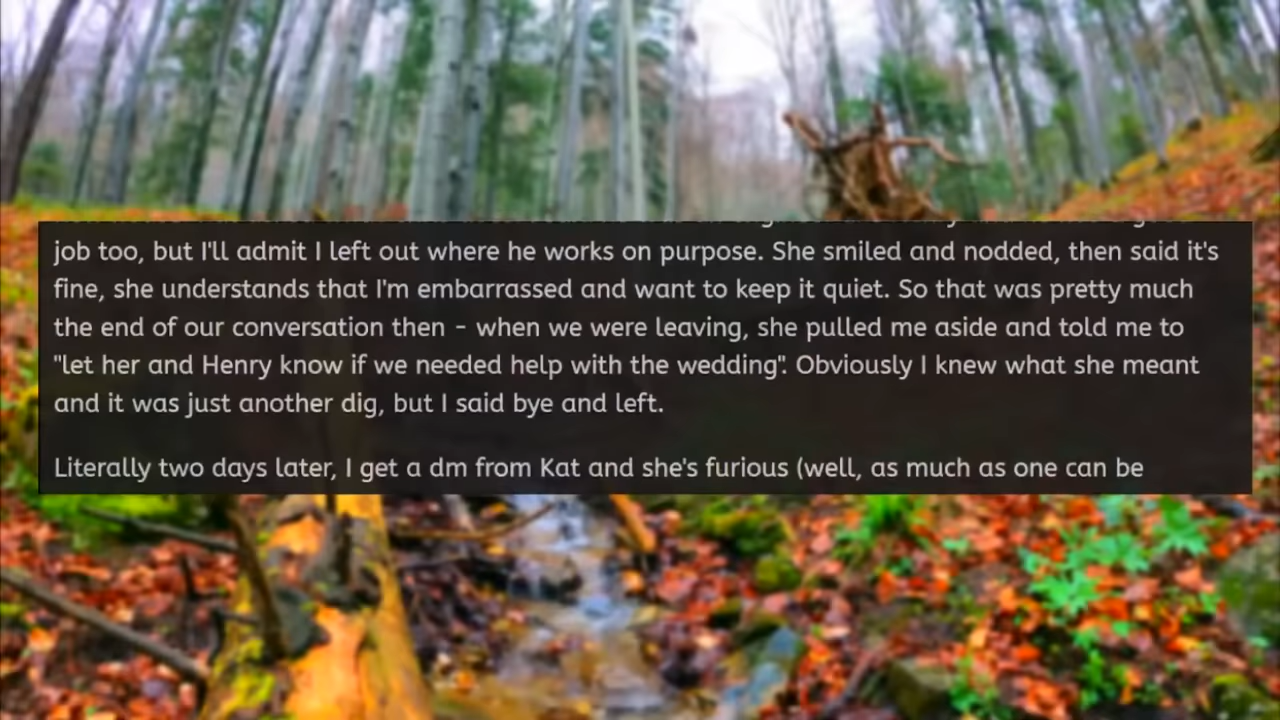 job too, but I'll admit I left out where he works on purpose. She smiled and nodded, then said it's
fine, she understands that I'm embarrassed and want to keep it quiet. So that was pretty much
the end of our conversation then - when we were leaving, she pulled me aside and told me to
"let her and Henry know if we needed help with the wedding". Obviously I knew what she meant
and it was just another dig, but I said bye and left.
Literally two days later, I get a dm from Kat and she's furious (well, as much as one can be